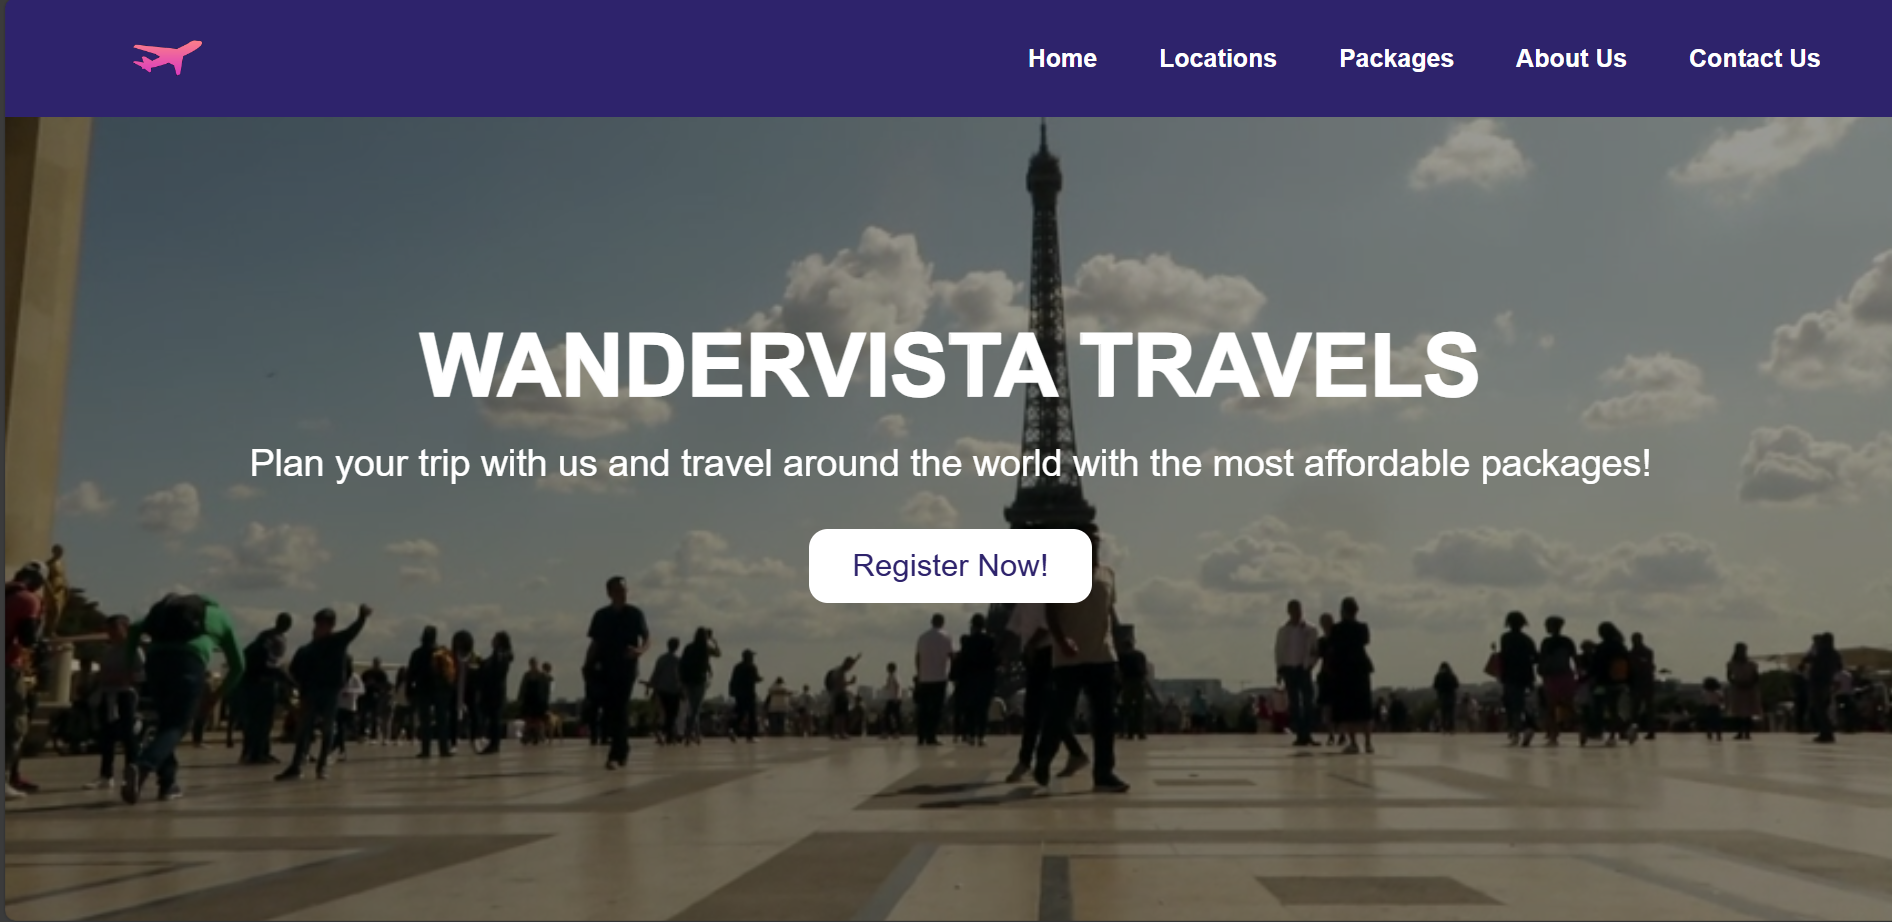 Home Locations Packages About Us Contact Us
WANDERVISTA TRAVELS
Plan your trip with us and travel around the world with the most affordable packages!
Register Now!